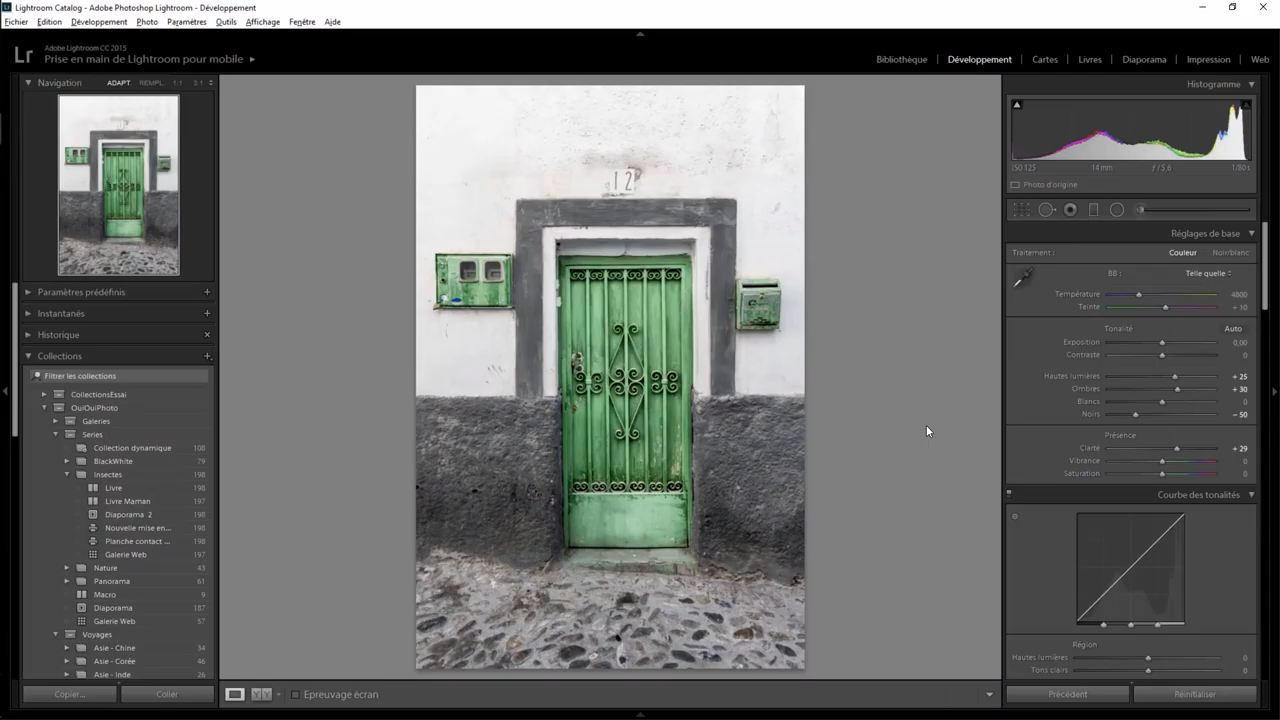 Lightroom Catalog - Adobe Photoshop Lightroom - Développement
Fichier Edition Développement Photo Paramètres Outils Affichage Fenêtre Aide
Lr
Adobe Lightroom CC 2015
Prise en main de Lightroom pour mobile
Bibliothèque Développement Cartes Livres Diaporama Impression Web
Navigation ADAPT REMPL... 1:1 3:1
Paramètres prédéfinis
Instantanés
Historique
Collections
Filtrer les collections
CollectionsEssai
OuiOuiPhoto
Galeries
Series
Collection dynamique 108
BlackWhite 79
Insectes 198
Livre 198
Livre Maman 197
Diaporama 2 198
Nouvelle mise en... 198
Planche contact ... 198
Galerie Web 197
Nature 43
Panorama 61
Macro 9
Diaporama 187
Galerie Web 57
Voyages
Asie - Chine 34
Asie - Corée 46
Asie - Inde 26
Copier... Coller
12
Y Y Epreuvage écran
Histogramme
ISO 125 14 mm ƒ / 5,6 1/80 s
Photo d'origine
Réglages de base
Traitement : Couleur Noir/blanc
BB : Telle quelle
Température 4800
Teinte + 10
Tonalité Auto
Exposition 0,00
Contraste 0
Hautes lumières + 25
Ombres + 30
Blancs 0
Noirs - 50
Présence
Clarté + 29
Vibrance 0
Saturation 0
Courbe des tonalités
Région
Hautes lumières 0
Tons clairs 0
Précédent Réinitialiser